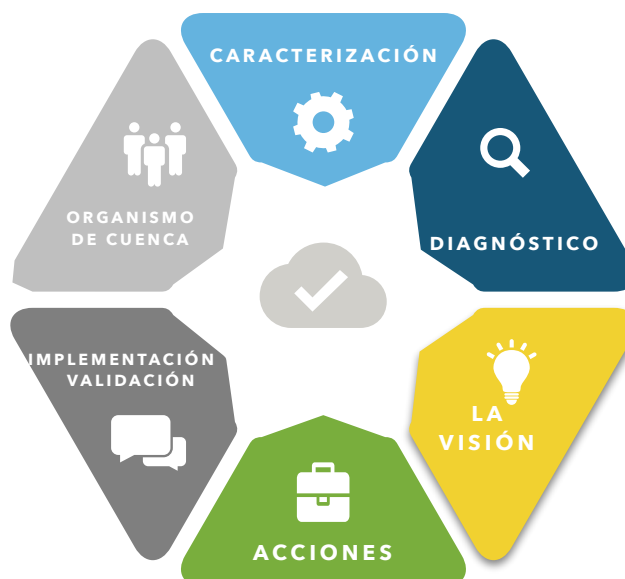 CARACTERIZACIÓN
DIAGNÓSTICO
LA
VISIÓN
ACCIONES
IMPLEMENTACIÓN
VALIDACIÓN
ORGANISMO
DE CUENCA